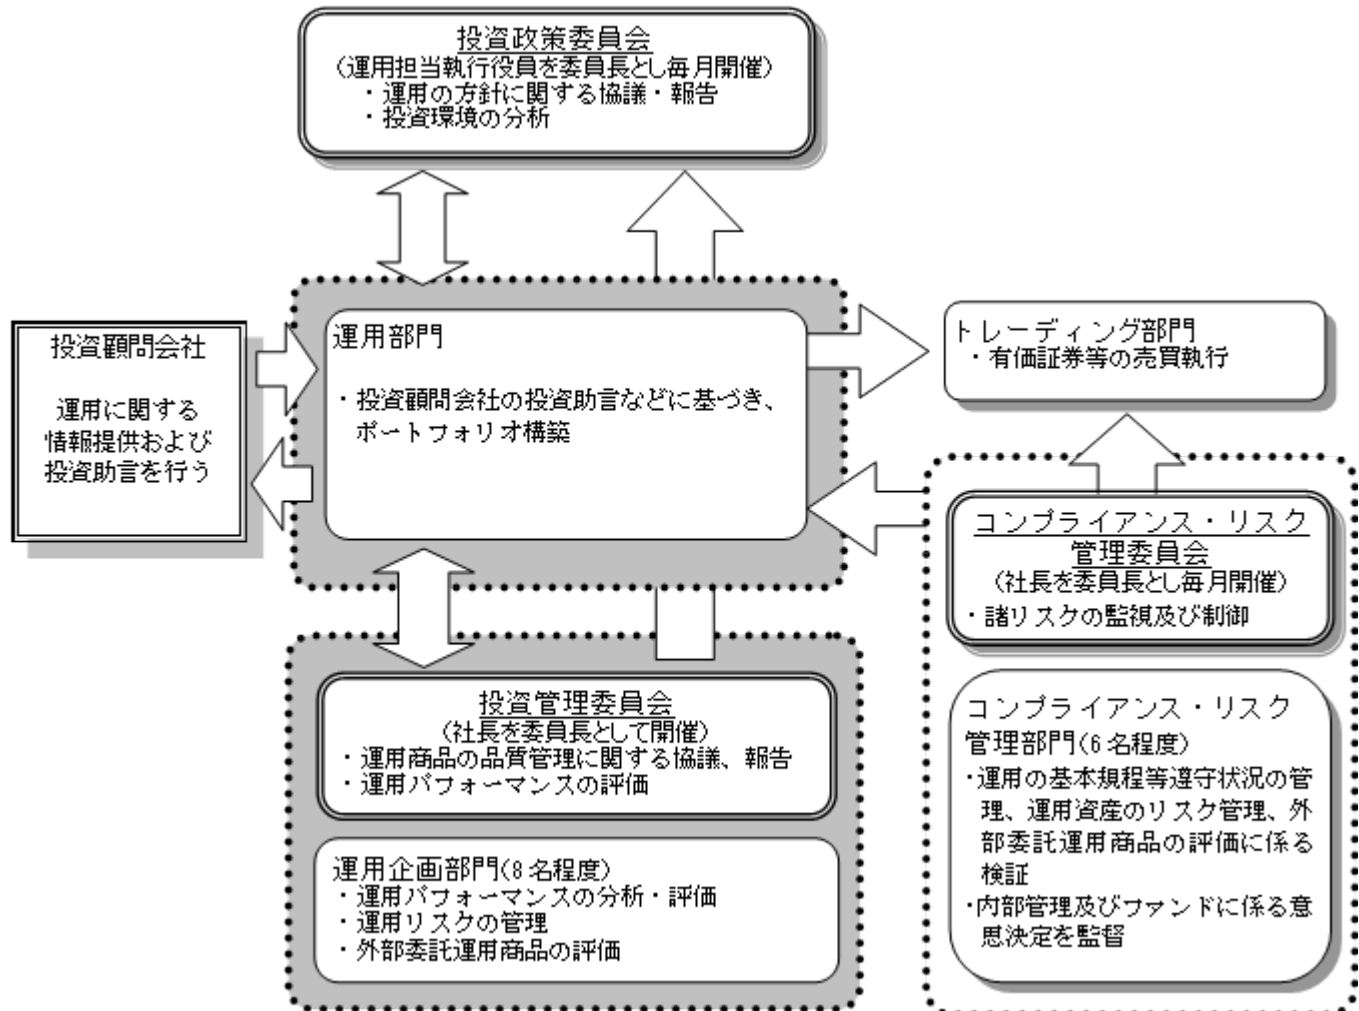 投資政策委員会
(運用担当執行役員を委員長とし毎月開催)
・運用の方針に関する協議・報告
・投資環境の分析
投資顧問会社
運用に関する
情報提供および
投資助言を行う
運用部門
・投資顧問会社の投資助言などに基づき、
ポートフォリオ構築
トレーディング部門
・有価証券等の売買執行
コンプライアンス・リスク
管理委員会
(社長を委員長とし毎月開催)
・諸リスクの監視及び制御
投資管理委員会
(社長を委員長として開催)
・運用商品の品質管理に関する協議、報告
・運用パフォーマンスの評価
運用企画部門(8名程度)
・運用パフォーマンスの分析・評価
・運用リスクの管理
・外部委託運用商品の評価
コンプライアンス・リスク
管理部門(6名程度)
・運用の基本規程等遵守状況の管
理、運用資産のリスク管理、外
部委託運用商品の評価に係る
検証
・内部管理及びファンドに係る意
思決定を監督